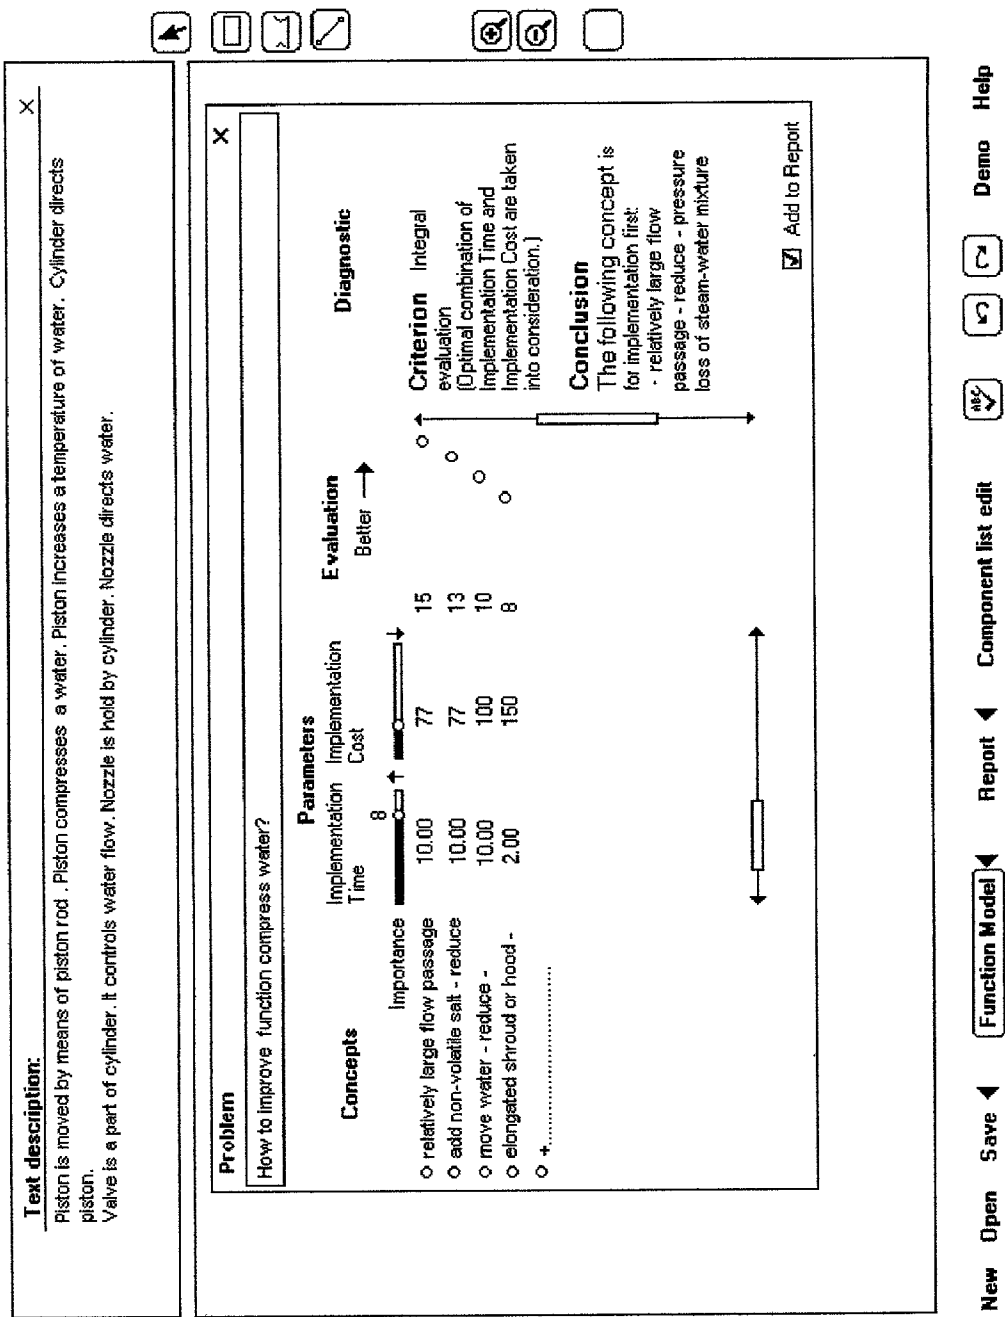 Text description:
Piston is moved by means of piston rod . Piston compresses a water. Piston increases a temperature of water. Cylinder directs
piston.
Valve is a part of cylinder. It controls water flow. Nozzle is hold by cylinder. Nozzle directs water.
Problem
How to improve function compress water?
Concepts
Parameters
Evaluation
Diagnostic
Implementation
Time
Implementation
Cost
Better
Importance
8
relatively large flow passage 10.00 77 15
add non-volatile salt - reduce 10.00 77 13
move water - reduce - 10.00 100 10
elongated shroud or hood - 2.00 150 8
+..............................
Criterion Integral
evaluation
(Optimal combination of
Implementation Time and
Implementation Cost are taken
into consideration.)
Conclusion
The following concept is
for implementation first:
- relatively large flow
passage - reduce - pressure
loss of steam-water mixture
Add to Report
New Open Save Function Model Report Component list edit ABC Demo Help